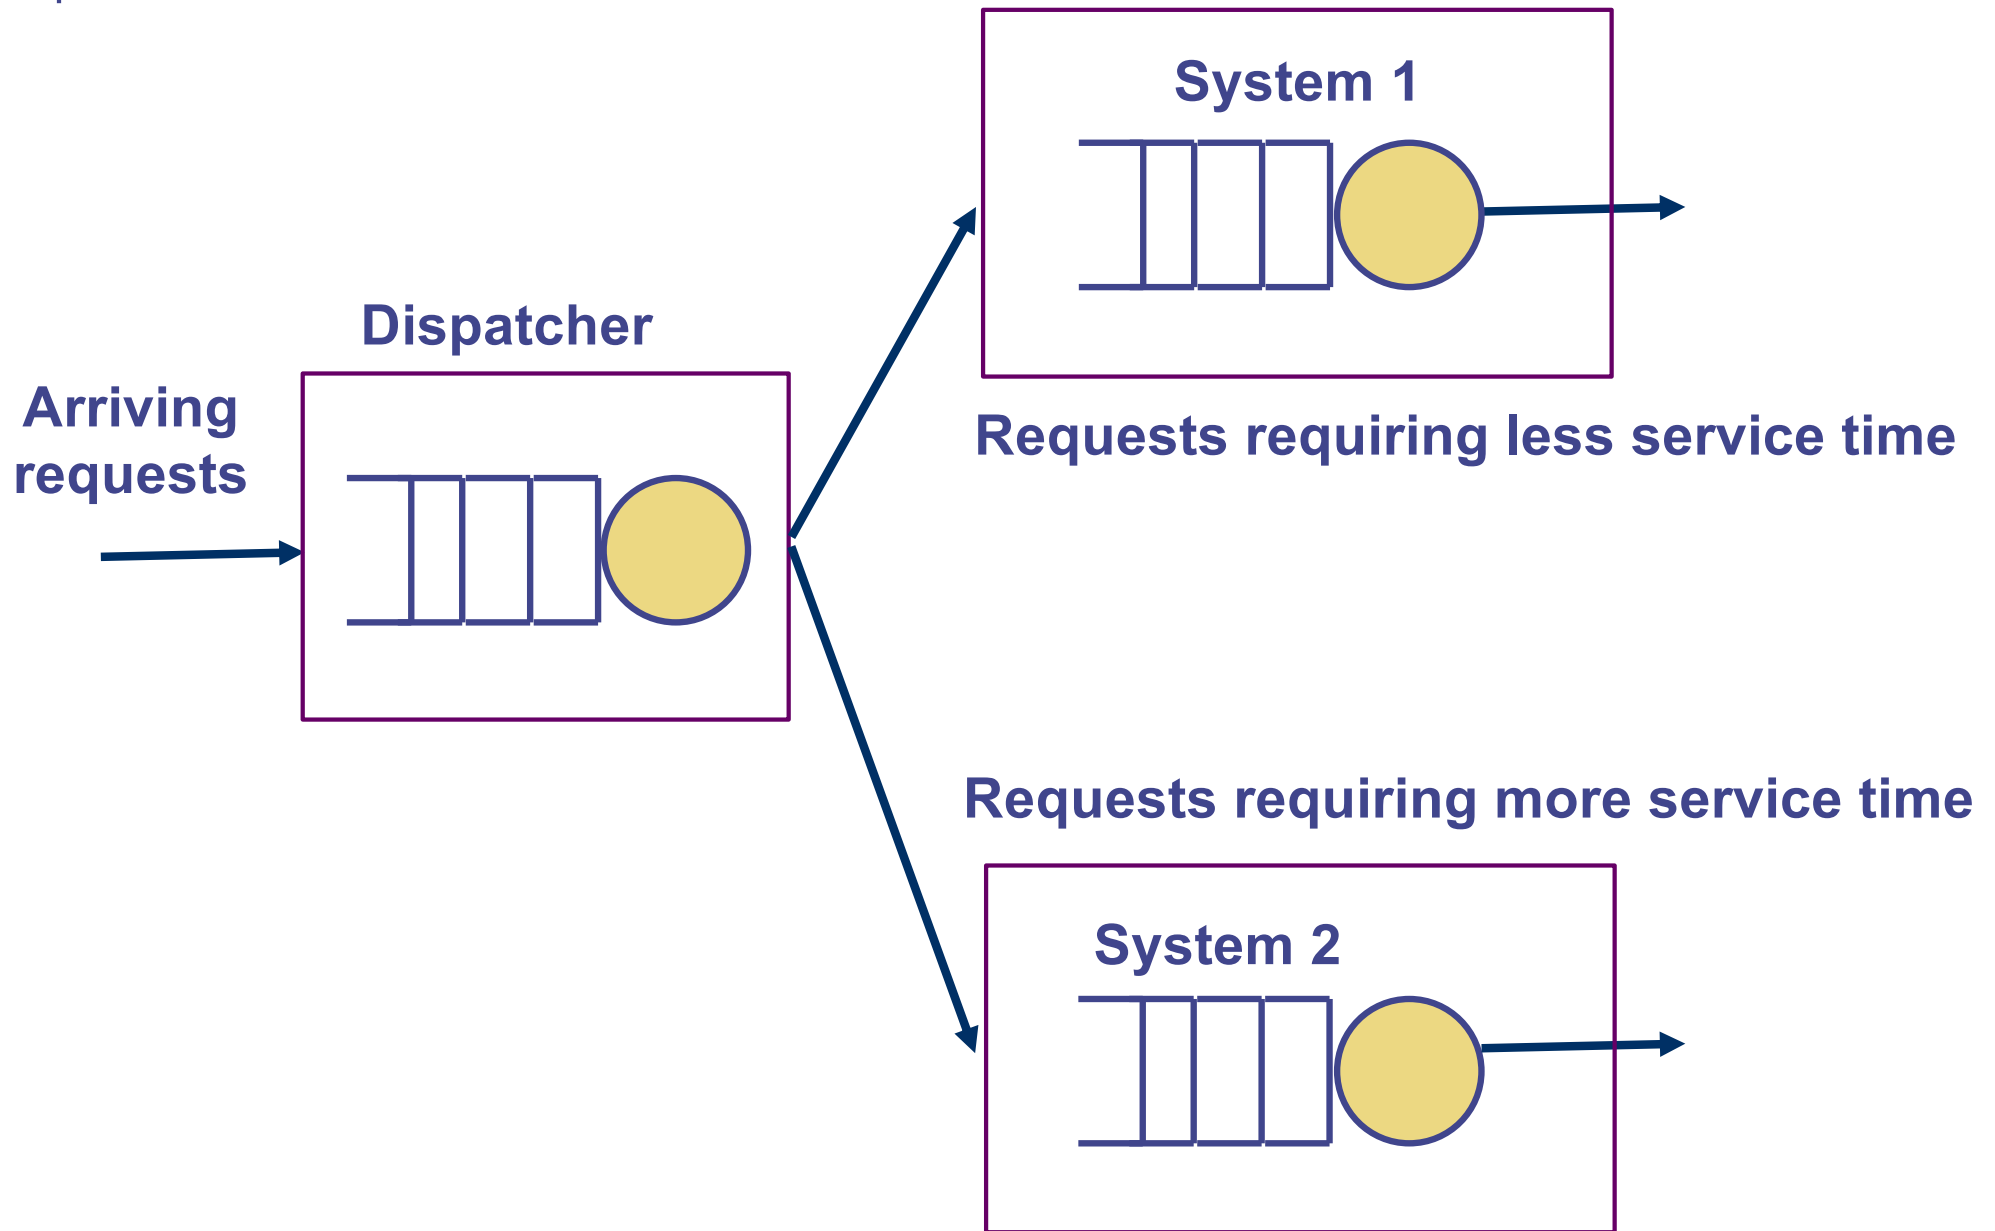 System 1
Dispatcher
Arriving
requests
Requests requiring less service time
Requests requiring more service time
System 2